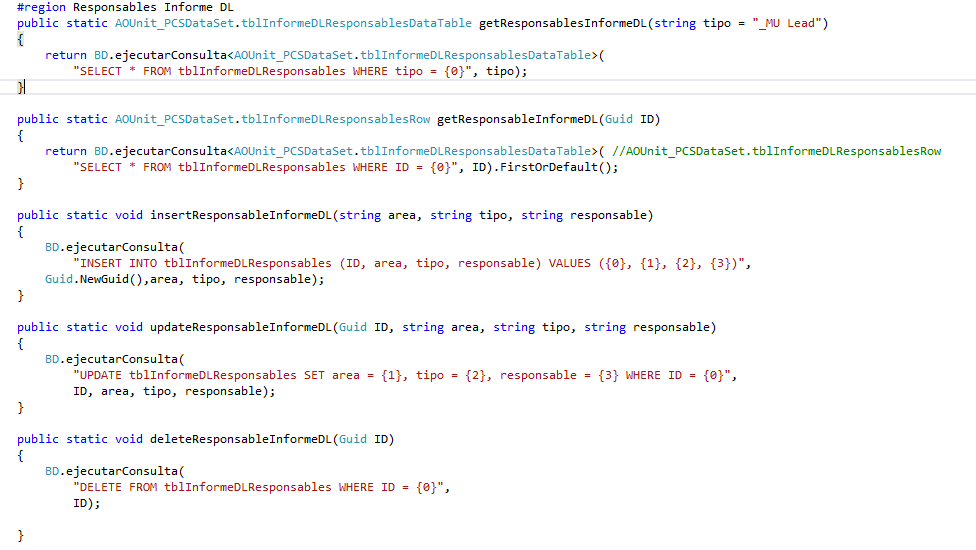 #region Responsables Informe DL
public static AOUnit_PCSDataSet.tblInformeDLResponsablesDataTable getResponsablesInformeDL(string tipo = "_MU Lead")
{
    return BD.ejecutarConsulta<AOUnit_PCSDataSet.tblInformeDLResponsablesDataTable>(
        "SELECT * FROM tblInformeDLResponsables WHERE tipo = {0}", tipo);
}

public static AOUnit_PCSDataSet.tblInformeDLResponsablesRow getResponsableInformeDL(Guid ID)
{
    return BD.ejecutarConsulta<AOUnit_PCSDataSet.tblInformeDLResponsablesDataTable>( //AOUnit_PCSDataSet.tblInformeDLResponsablesRow
        "SELECT * FROM tblInformeDLResponsables WHERE ID = {0}", ID).FirstOrDefault();
}

public static void insertResponsableInformeDL(string area, string tipo, string responsable)
{
    BD.ejecutarConsulta(
        "INSERT INTO tblInformeDLResponsables (ID, area, tipo, responsable) VALUES ({0}, {1}, {2}, {3})",
    Guid.NewGuid(),area, tipo, responsable);
}

public static void updateResponsableInformeDL(Guid ID, string area, string tipo, string responsable)
{
    BD.ejecutarConsulta(
        "UPDATE tblInformeDLResponsables SET area = {1}, tipo = {2}, responsable = {3} WHERE ID = {0}",
        ID, area, tipo, responsable);
}

public static void deleteResponsableInformeDL(Guid ID)
{
    BD.ejecutarConsulta(
        "DELETE FROM tblInformeDLResponsables WHERE ID = {0}",
        ID);

}